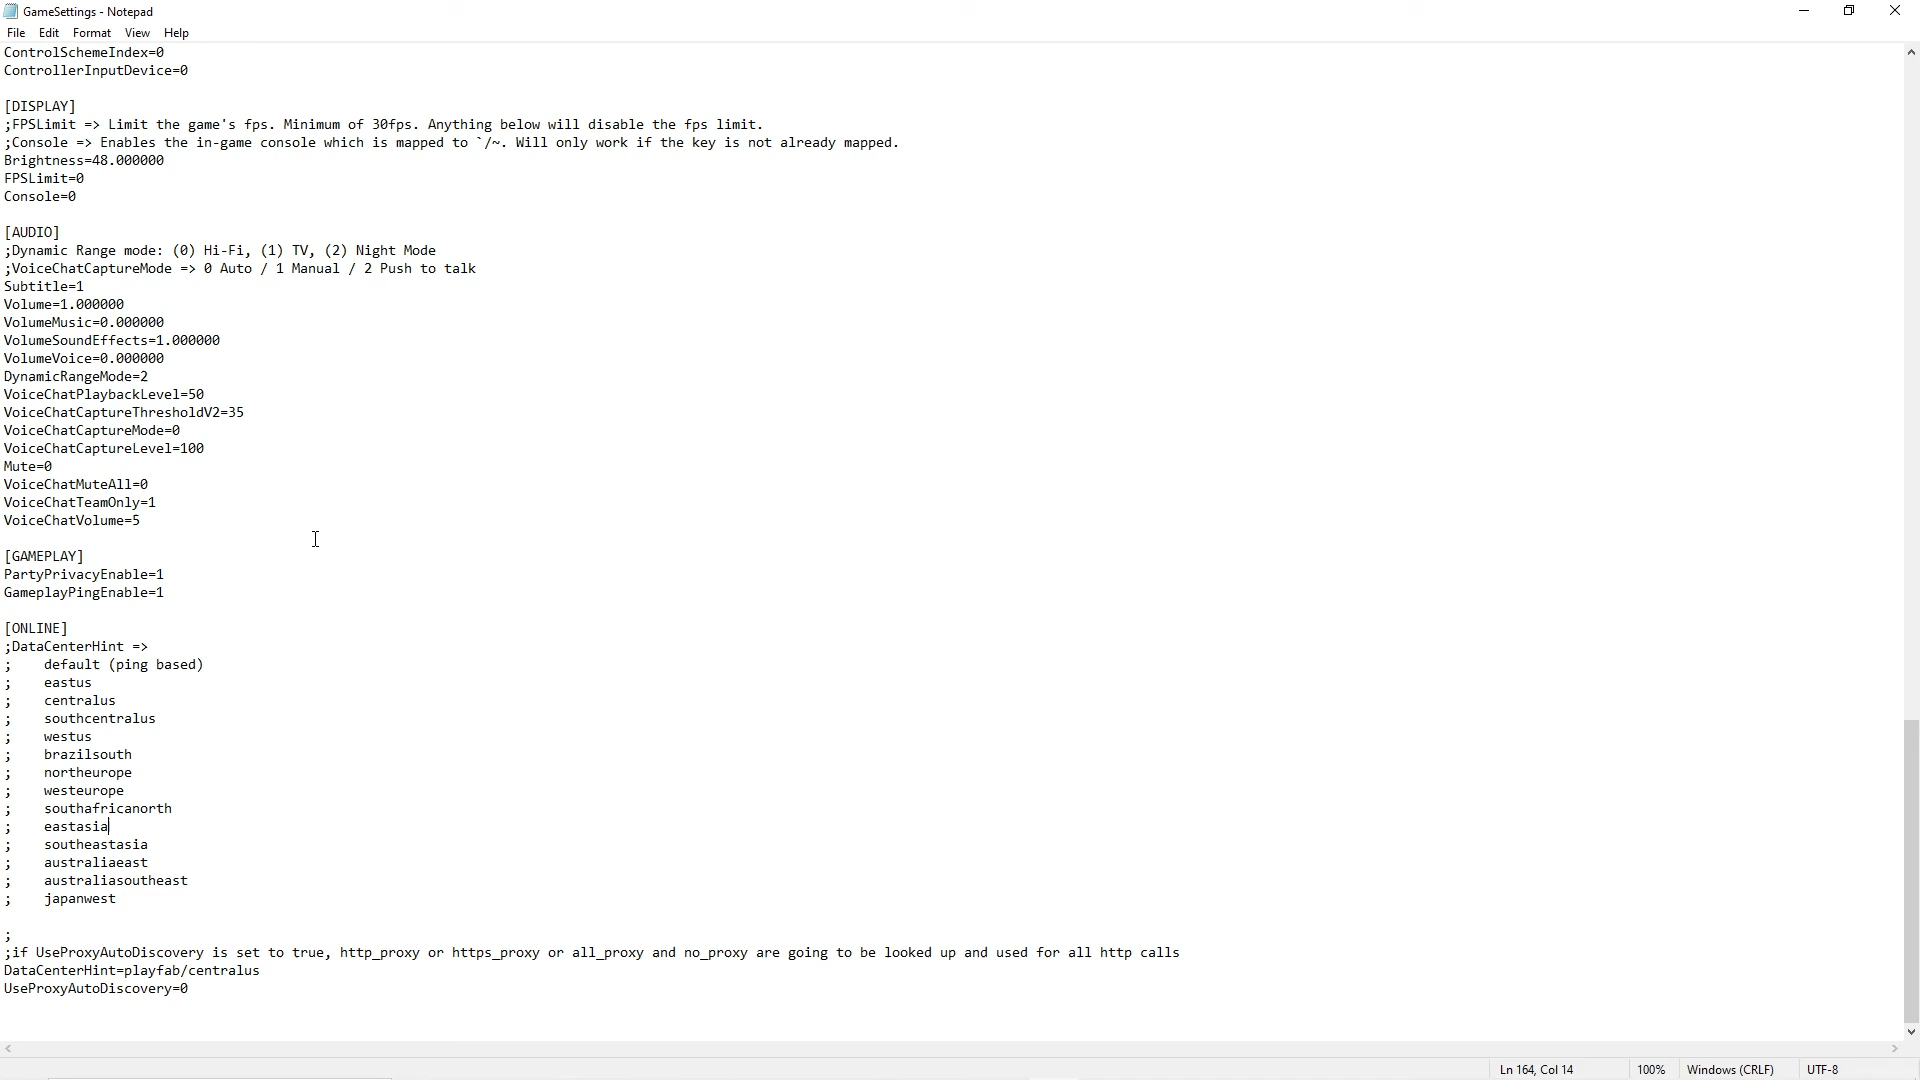 GameSettings - Notepad
File Edit Format View Help
ControlSchemeIndex=0
ControllerInputDevice=0
[DISPLAY]
;FPSLimit => Limit the game's fps. Minimum of 30fps. Anything below will disable the fps limit.
;Console => Enables the in-game console which is mapped to `/~. Will only work if the key is not already mapped.
Brightness=48.000000
FPSLimit=0
Console=0
[AUDIO]
;Dynamic Range mode: (0) Hi-Fi, (1) TV, (2) Night Mode
;VoiceChatCaptureMode => 0 Auto / 1 Manual / 2 Push to talk
Subtitle=1
Volume=1.000000
VolumeMusic=0.000000
VolumeSoundEffects=1.000000
VolumeVoice=0.000000
DynamicRangeMode=2
VoiceChatPlaybackLevel=50
VoiceChatCaptureThresholdV2=35
VoiceChatCaptureMode=0
VoiceChatCaptureLevel=100
Mute=0
VoiceChatMuteAll=0
VoiceChatTeamOnly=1
VoiceChatVolume=5
[GAMEPLAY]
PartyPrivacyEnable=1
GameplayPingEnable=1
[ONLINE]
;DataCenterHint =>
;    default (ping based)
;    eastus
;    centralus
;    southcentralus
;    westus
;    brazilsouth
;    northeurope
;    westeurope
;    southafricanorth
;    eastasia
;    southeastasia
;    australiaeast
;    australiasoutheast
;    japanwest
;
;if UseProxyAutoDiscovery is set to true, http_proxy or https_proxy or all_proxy and no_proxy are going to be looked up and used for all http calls
DataCenterHint=playfab/centralus
UseProxyAutoDiscovery=0
Ln 164, Col 14 100% Windows (CRLF) UTF-8